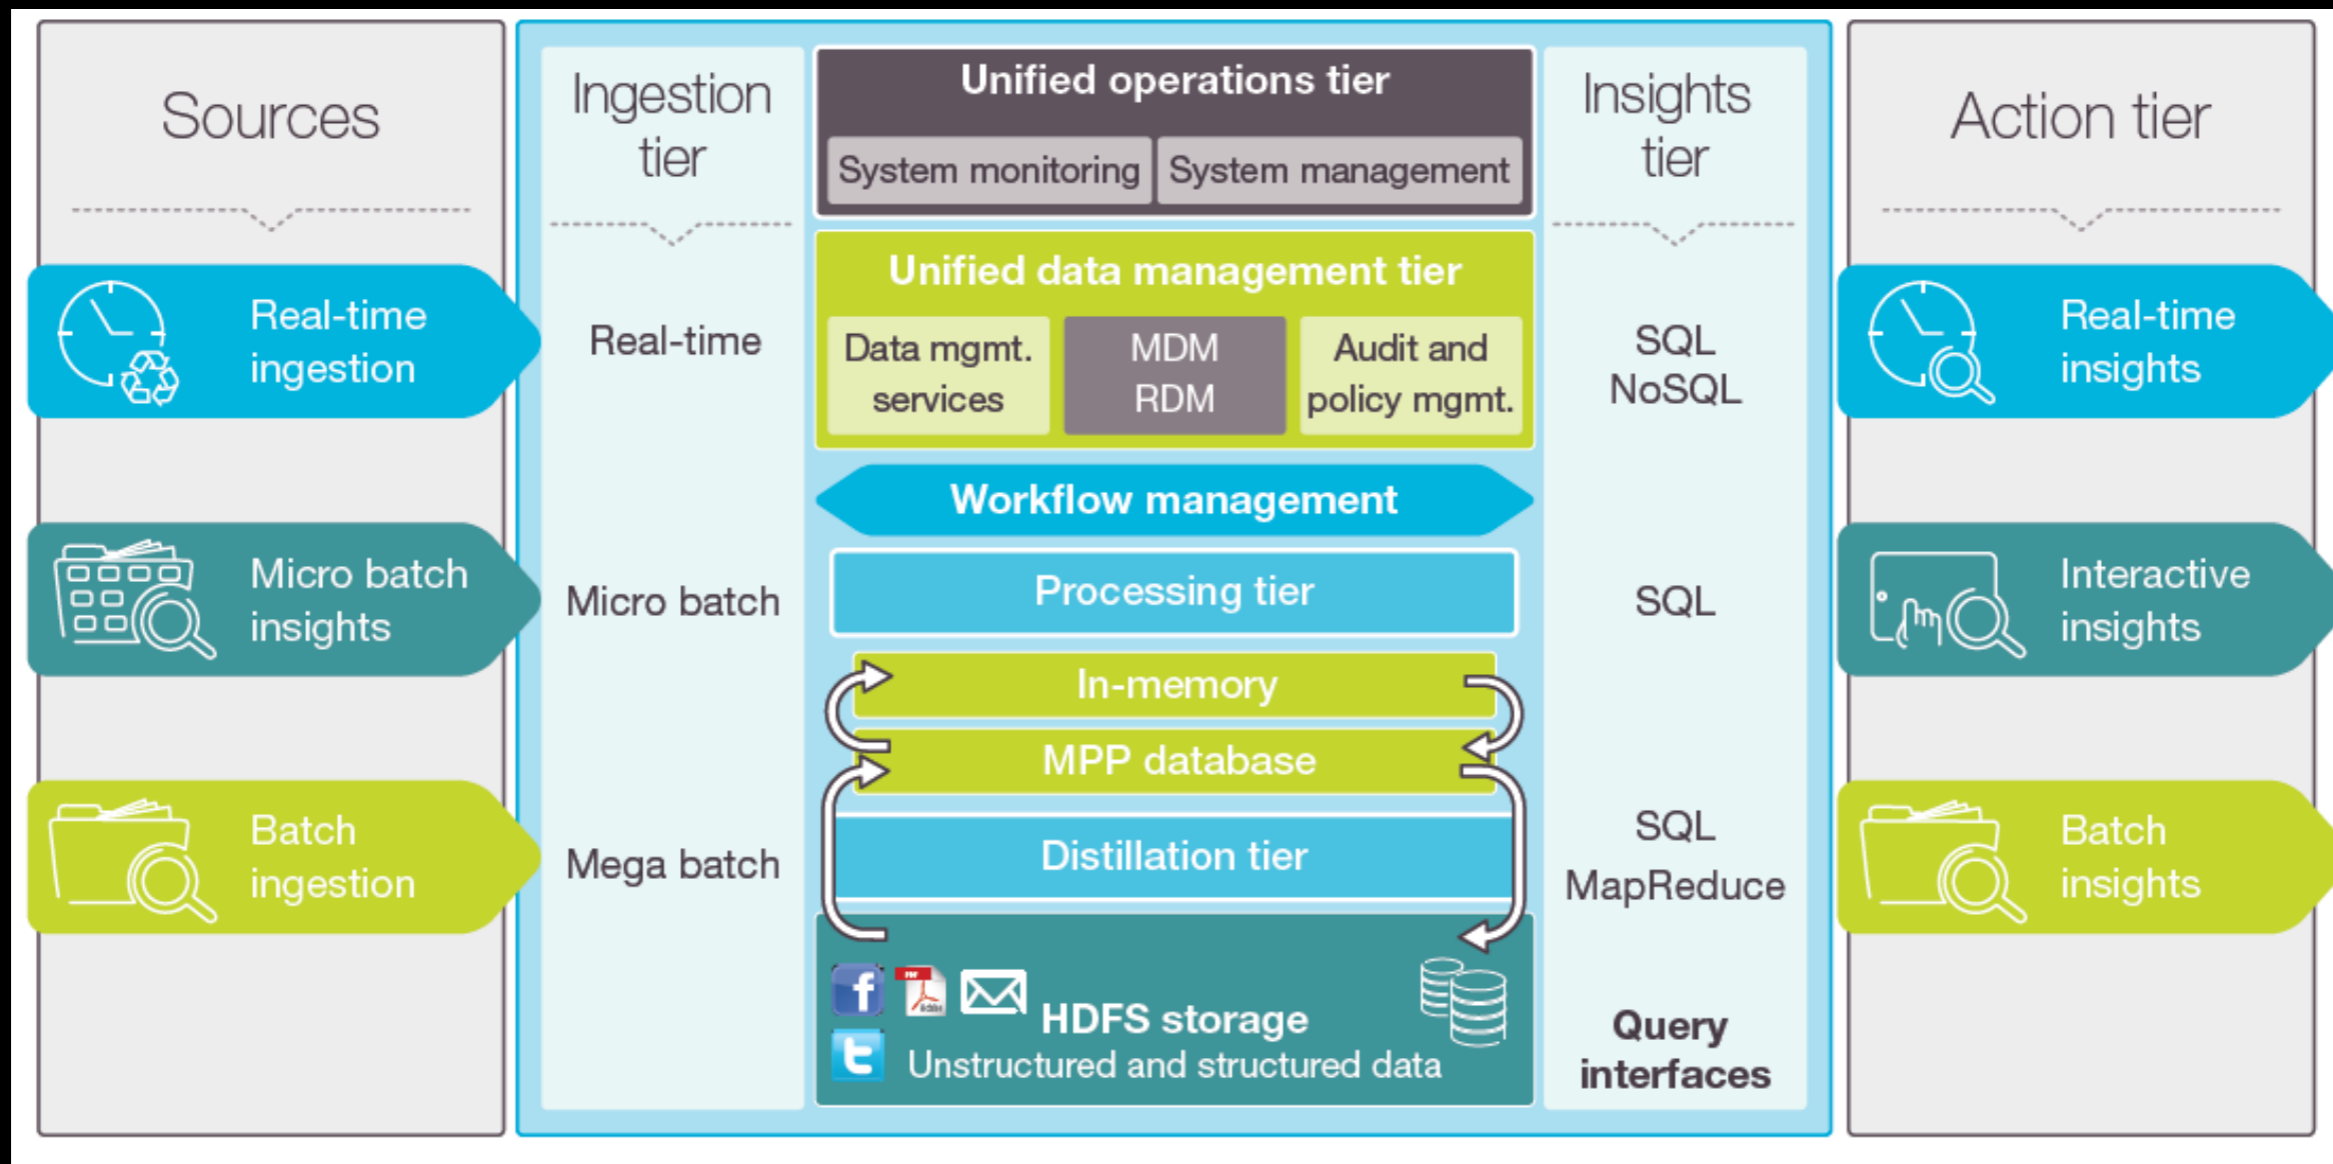 Sources
Real-time
ingestion
Micro batch
insights
Batch
ingestion
Ingestion
tier
Real-time
Micro batch
Mega batch
Unified operations tier
System monitoring
System management
Unified data management tier
Data mgmt.
services
MDM
RDM
Audit and
policy mgmt.
Workflow management
Processing tier
In-memory
MPP database
Distillation tier
HDFS storage
Unstructured and structured data
Insights
tier
SQL
NoSQL
SQL
SQL
MapReduce
Query
interfaces
Action tier
Real-time
insights
Interactive
insights
Batch
insights